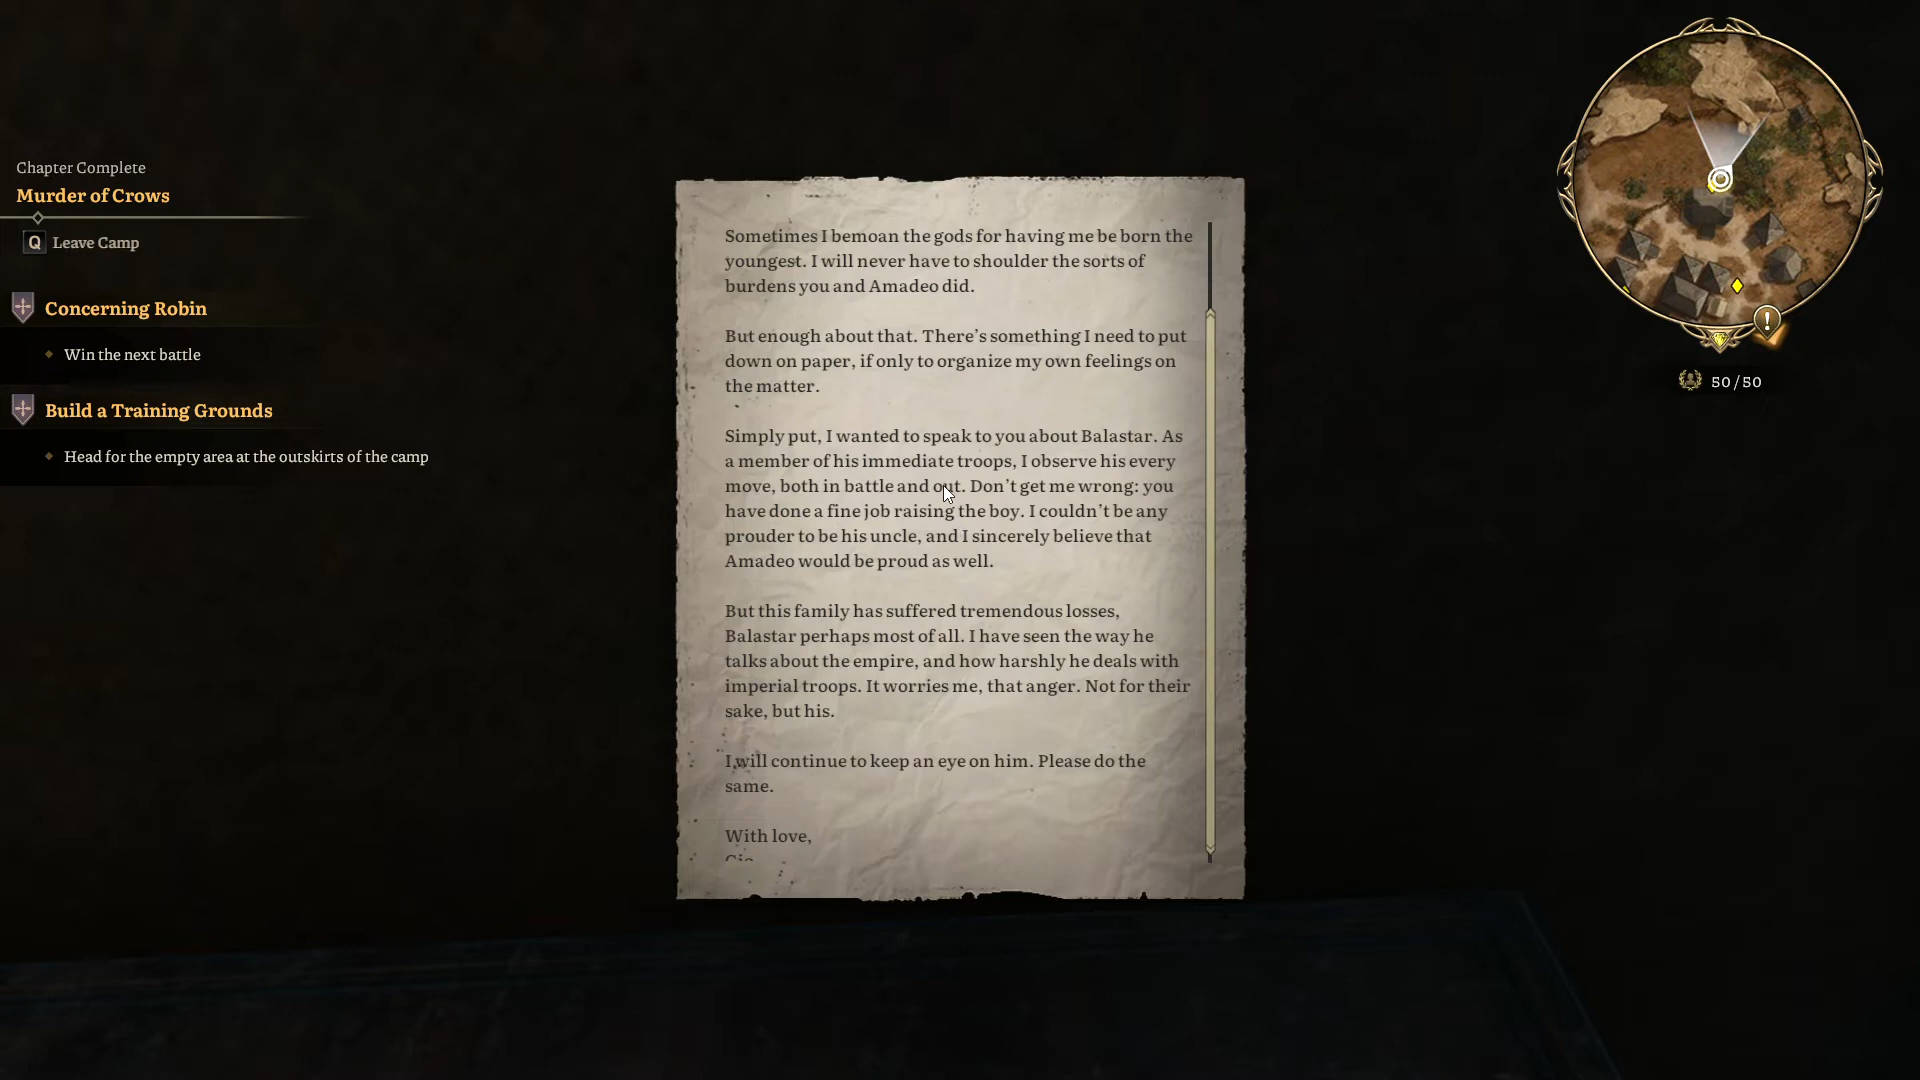 Chapter Complete
Murder of Crows
Q Leave Camp
Concerning Robin
Win the next battle
Build a Training Grounds
Head for the empty area at the outskirts of the camp
Sometimes I bemoan the gods for having me be born the
youngest. I will never have to shoulder the sorts of
burdens you and Amadeo did.
But enough about that. There's something I need to put
down on paper, if only to organize my own feelings on
the matter.
Simply put, I wanted to speak to you about Balastar. As
a member of his immediate troops, I observe his every
move, both in battle and out. Don't get me wrong: you
have done a fine job raising the boy. I couldn't be any
prouder to be his uncle, and I sincerely believe that
Amadeo would be proud as well.
But this family has suffered tremendous losses,
Balastar perhaps most of all. I have seen the way he
talks about the empire, and how harshly he deals with
imperial troops. It worries me, that anger. Not for their
sake, but his.
I will continue to keep an eye on him. Please do the
same.
With love,
50/50